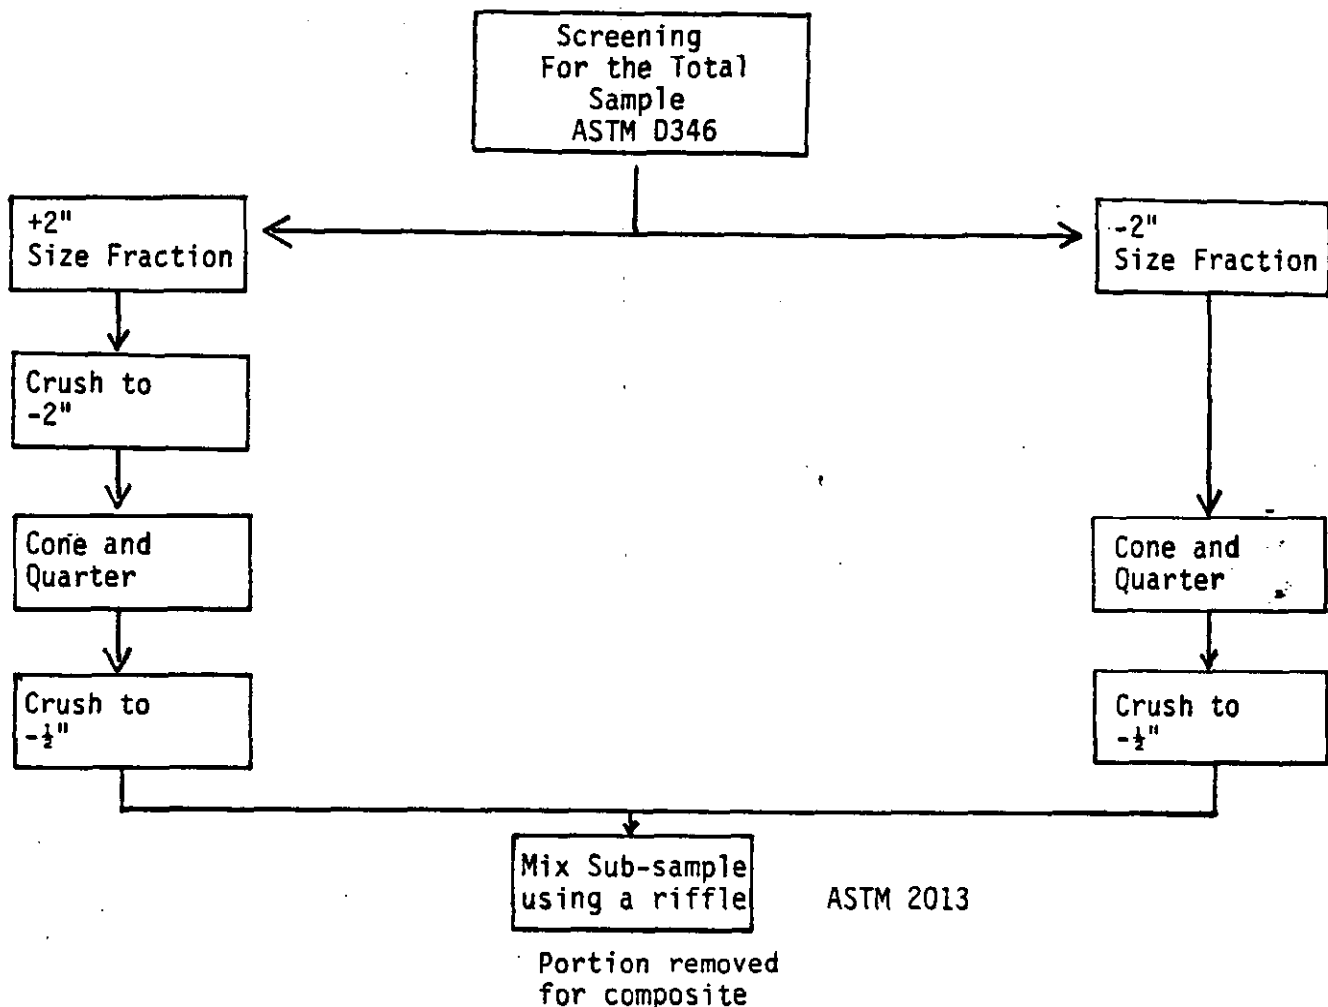 Screening
For the Total
Sample
ASTM D346
+2"
Size Fraction
-2"
Size Fraction
Crush to
-2"
Cone and
Quarter
Cone and
Quarter
Crush to
-½"
Crush to
-½"
Mix Sub-sample
using a riffle
ASTM 2013
Portion removed
for composite